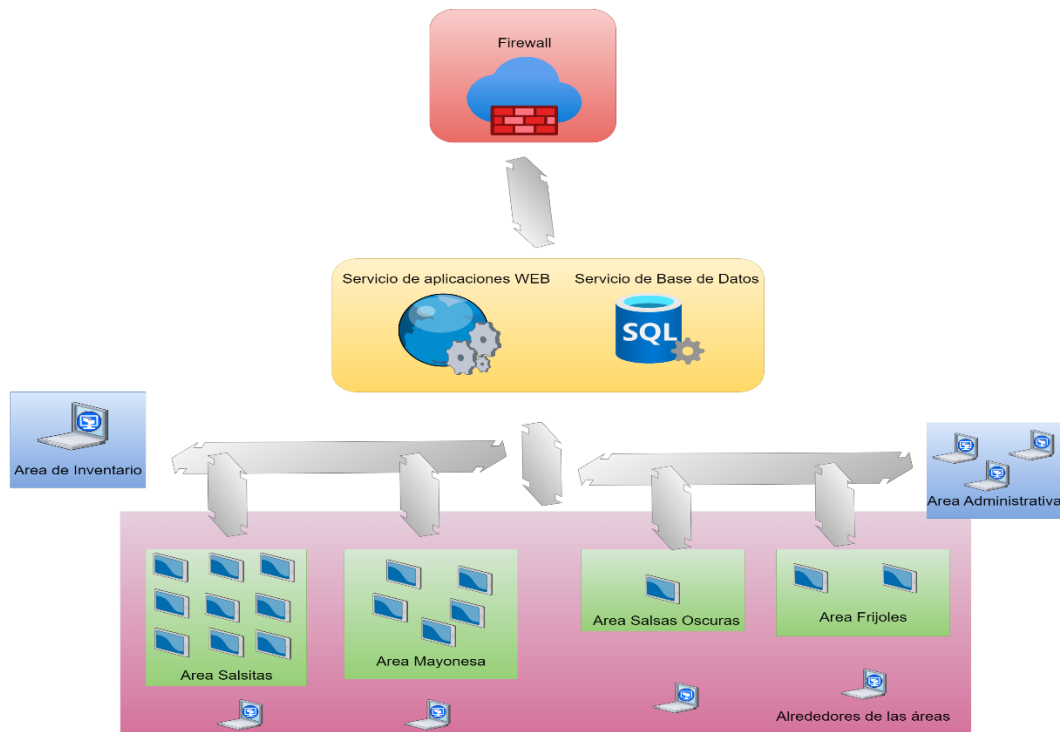 Firewall
Servicio de aplicaciones WEB
Servicio de Base de Datos
SQL
Area de Inventario
Area Administrativa
Area Salsitas
Area Mayonesa
Area Salsas Oscuras
Area Frijoles
Alrededores de las áreas